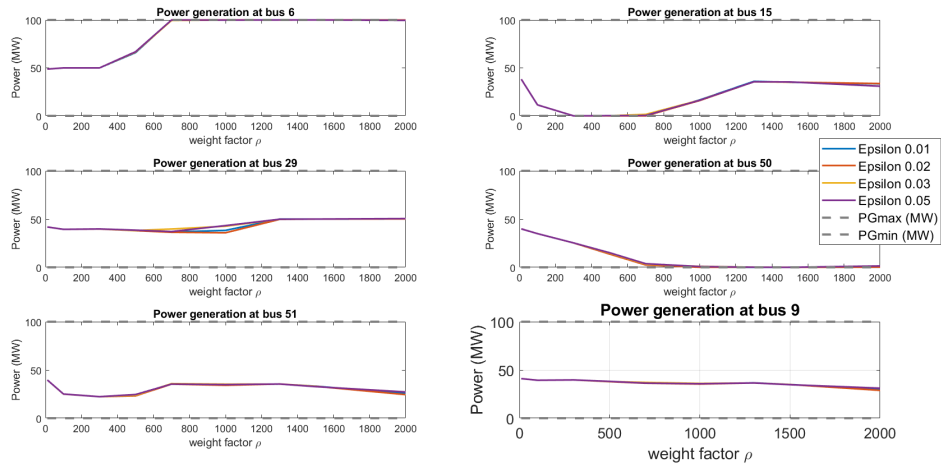 Power generation at bus 6
100
50
0
Power (MW)
0 200 400 600 800 1000 1200 1400 1600 1800 2000
weight factor ρ
Power generation at bus 15
100
50
0
Power (MW)
0 200 400 600 800 1000 1200 1400 1600 1800 2000
weight factor ρ
Power generation at bus 29
100
50
0
Power (MW)
0 200 400 600 800 1000 1200 1400 1600 1800 2000
weight factor ρ
Power generation at bus 50
100
50
0
Power (MW)
0 200 400 600 800 1000 1200 1400 1600 1800 2000
weight factor ρ
Epsilon 0.01
Epsilon 0.02
Epsilon 0.03
Epsilon 0.05
PGmax (MW)
PGmin (MW)
Power generation at bus 51
100
50
0
Power (MW)
0 200 400 600 800 1000 1200 1400 1600 1800 2000
weight factor ρ
Power generation at bus 9
100
50
0
Power (MW)
0 500 1000 1500 2000
weight factor ρ